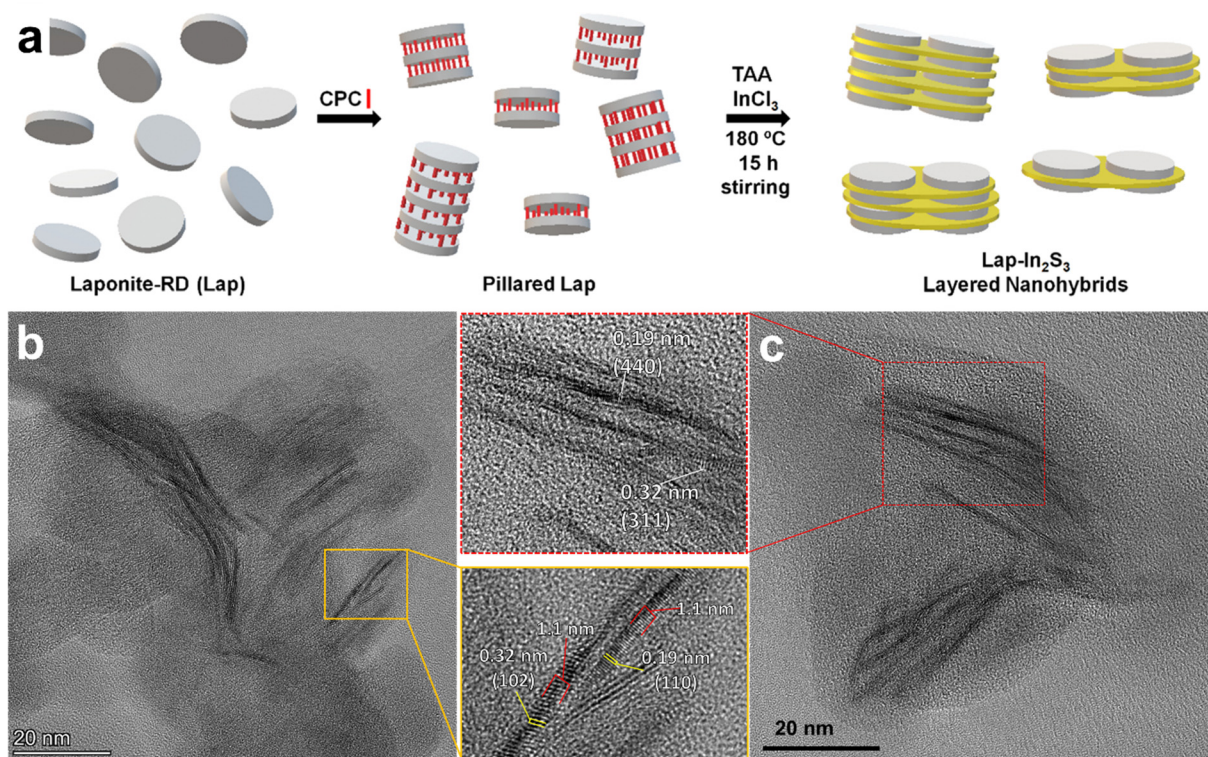 a
CPC
TAA
InCl₃
180 ºC
15 h
stirring
Laponite-RD (Lap)
Pillared Lap
Lap-In₂S₃
Layered Nanohybrids
b
20 nm
0.19 nm
(440)
0.32 nm
(311)
1.1 nm
1.1 nm
0.32 nm
(102)
0.19 nm
(110)
c
20 nm